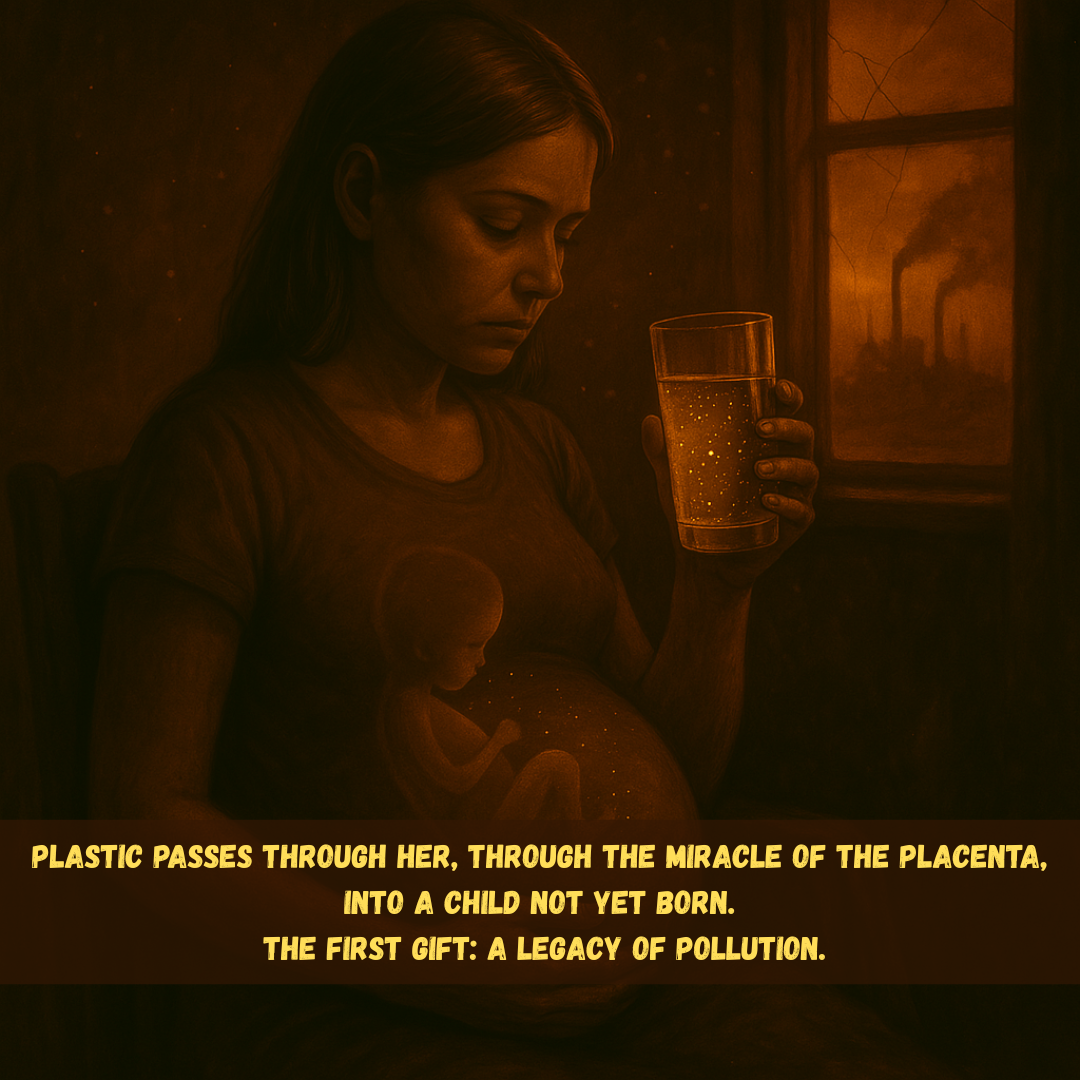 PLASTIC PASSES THROUGH HER, THROUGH THE MIRACLE OF THE PLACENTA,
INTO A CHILD NOT YET BORN.
THE FIRST GIFT: A LEGACY OF POLLUTION.